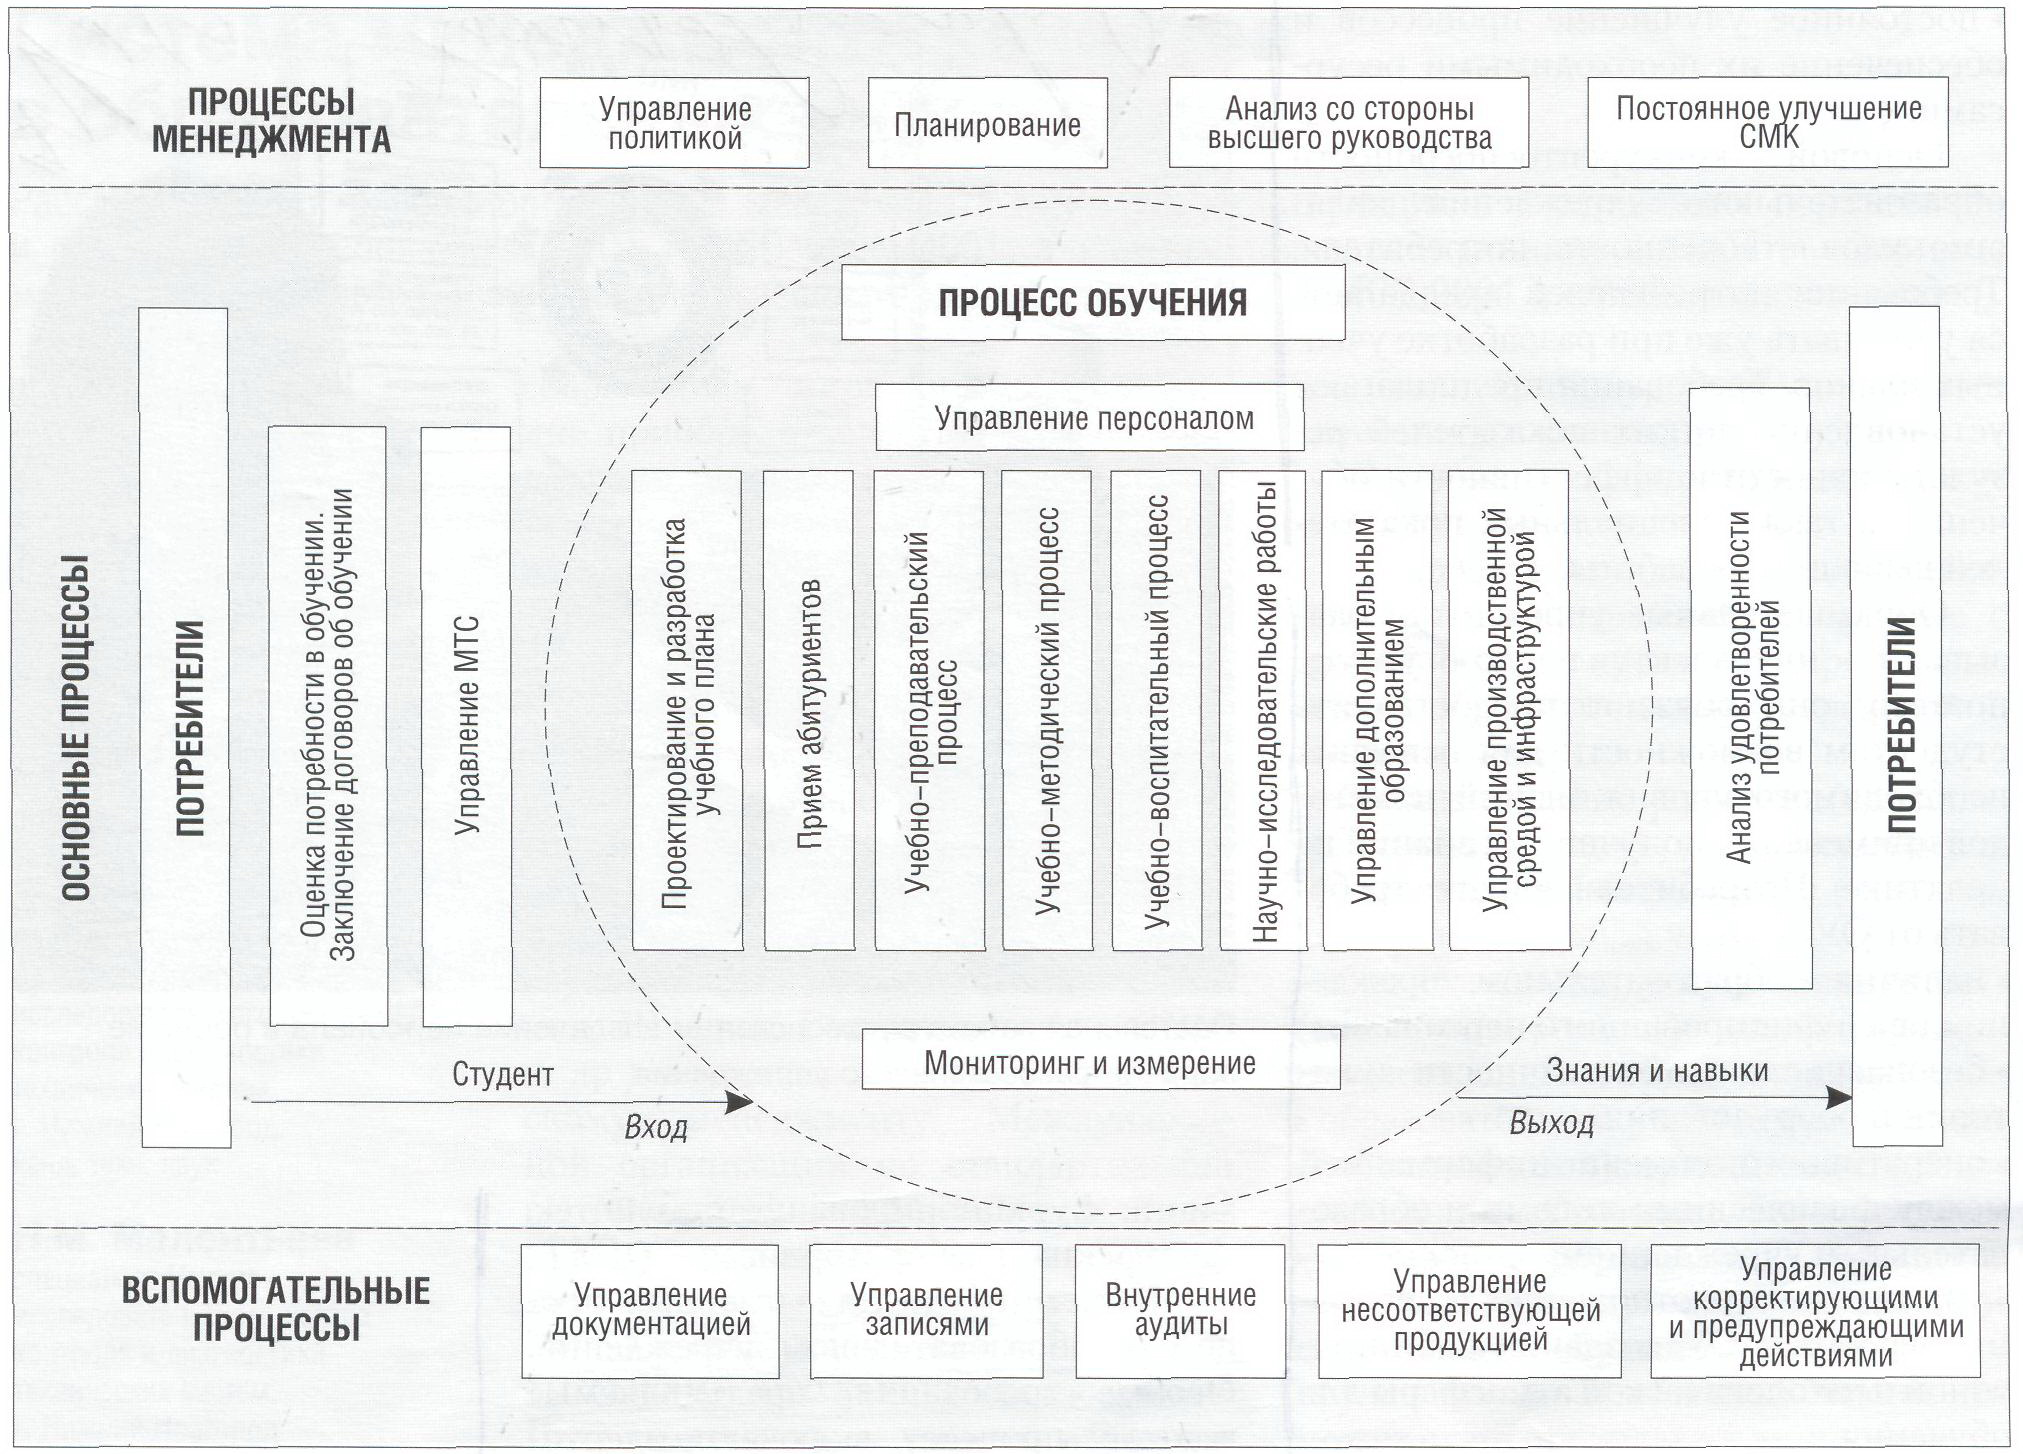 ПРОЦЕССЫ
МЕНЕДЖМЕНТА
Управление
политикой
Планирование
Анализ со стороны
высшего руководства
Постоянное улучшение
СМК
ОСНОВНЫЕ ПРОЦЕССЫ
ПОТРЕБИТЕЛИ
Оценка потребности в обучении.
Заключение договоров об обучении
Управление МТС
ПРОЦЕСС ОБУЧЕНИЯ
Управление персоналом
Проектирование и разработка
учебного плана
Прием абитуриентов
Учебно–преподавательский
процесс
Учебно–методический процесс
Учебно–воспитательный процесс
Научно–исследовательские работы
Управление дополнительным
образованием
Управление производственной
средой и инфраструктурой
Мониторинг и измерение
Анализ удовлетворенности
потребителей
ПОТРЕБИТЕЛИ
Студент
Вход
Знания и навыки
Выход
ВСПОМОГАТЕЛЬНЫЕ
ПРОЦЕССЫ
Управление
документацией
Управление
записями
Внутренние
аудиты
Управление
несоответствующей
продукцией
Управление
корректирующими
и предупреждающими
действиями